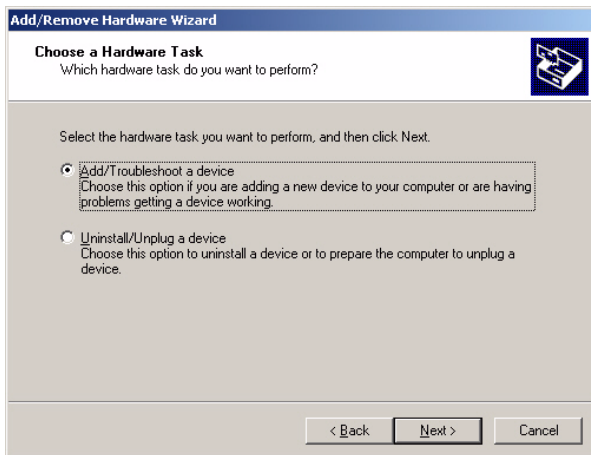 Add/Remove Hardware Wizard
Choose a Hardware Task
Which hardware task do you want to perform?
Select the hardware task you want to perform, and then click Next.
Add/Troubleshoot a device
Choose this option if you are adding a new device to your computer or are having
problems getting a device working.
Uninstall/Unplug a device
Choose this option to uninstall a device or to prepare the computer to unplug a
device.
< Back Next > Cancel